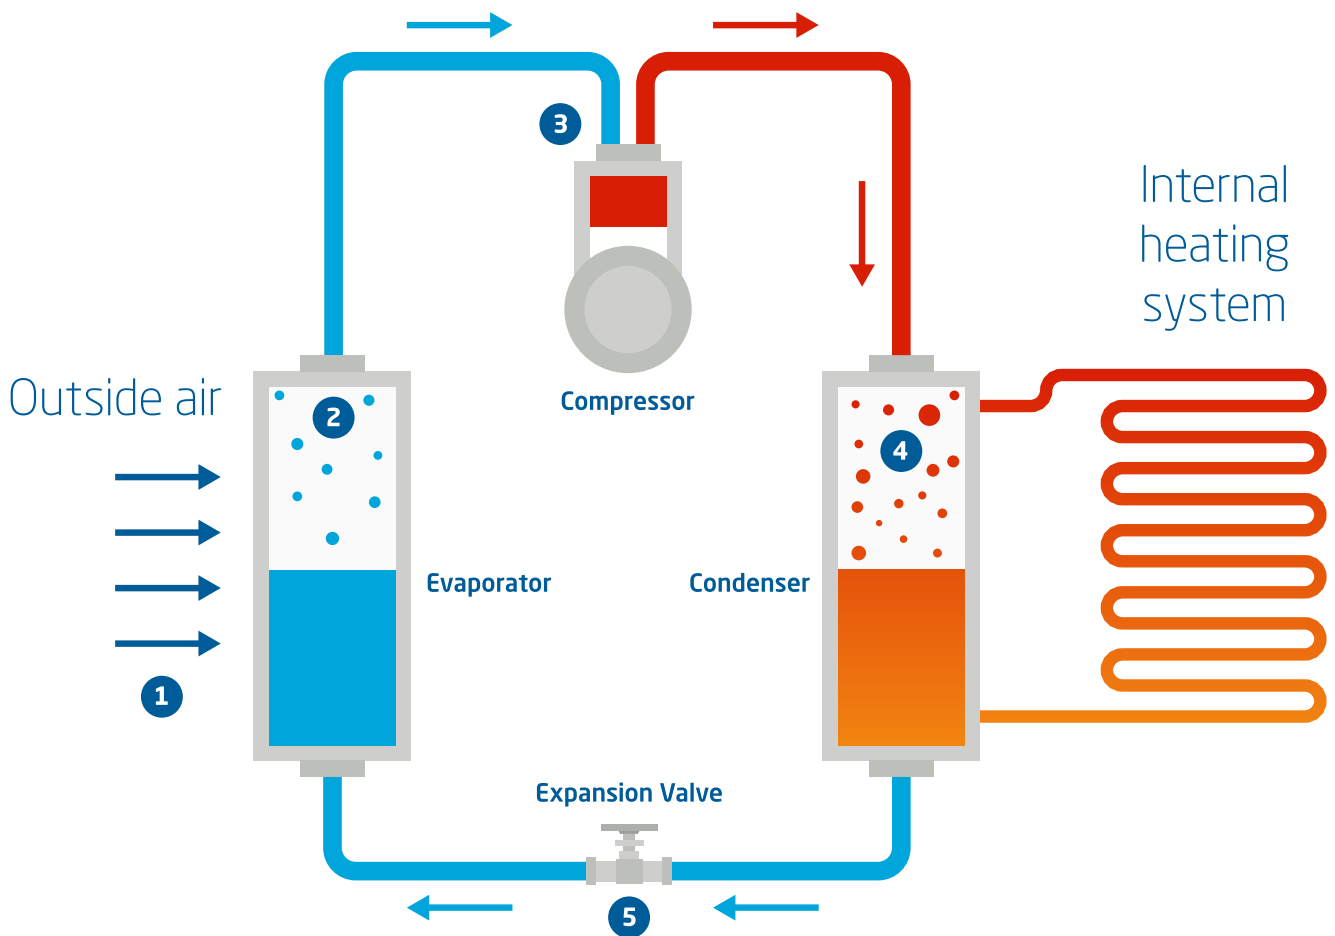 3
Internal
heating
system
Outside air
2
Compressor
4
Evaporator
Condenser
1
Expansion Valve
5